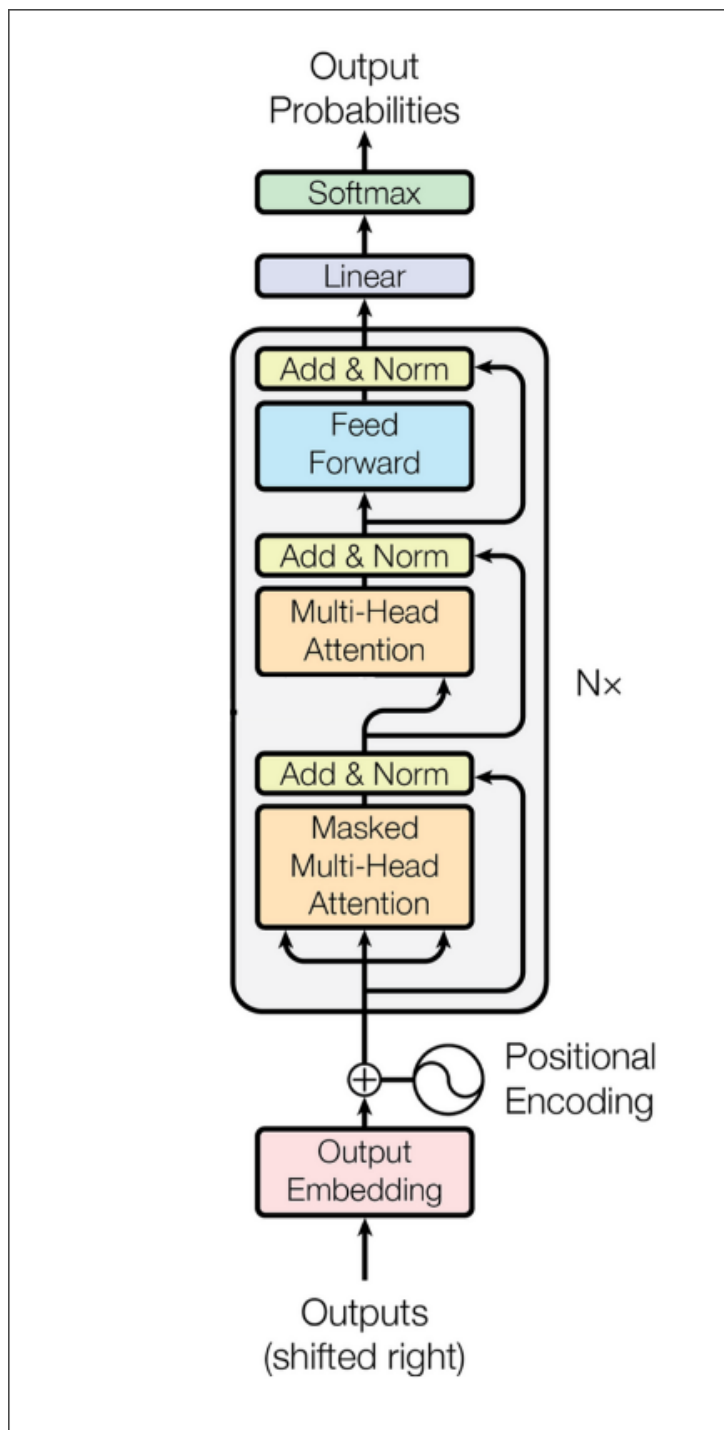 Output
Probabilities
Softmax
Linear
Add & Norm
Feed
Forward
Add & Norm
Multi-Head
Attention
N×
Add & Norm
Masked
Multi-Head
Attention
Positional
Encoding
Output
Embedding
Outputs
(shifted right)